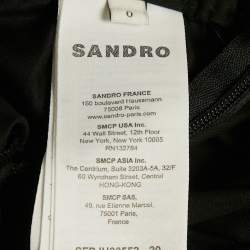 0
SANDRO
SANDRO FRANCE
150 boulevard Haussmann
75008 Paris
www.sandro-paris.com
SMCP USA Inc.
44 Wall Street, 12th Floor
New York, NY 10005
RN132784
SMCP ASIA Inc.
The Centrium, Suite 3203A-5A, 32/F
60 Wyndham Street, Central
HONG-KONG
SMCP SAS,
49, rue Etienne Marcel,
75001 Paris,
France